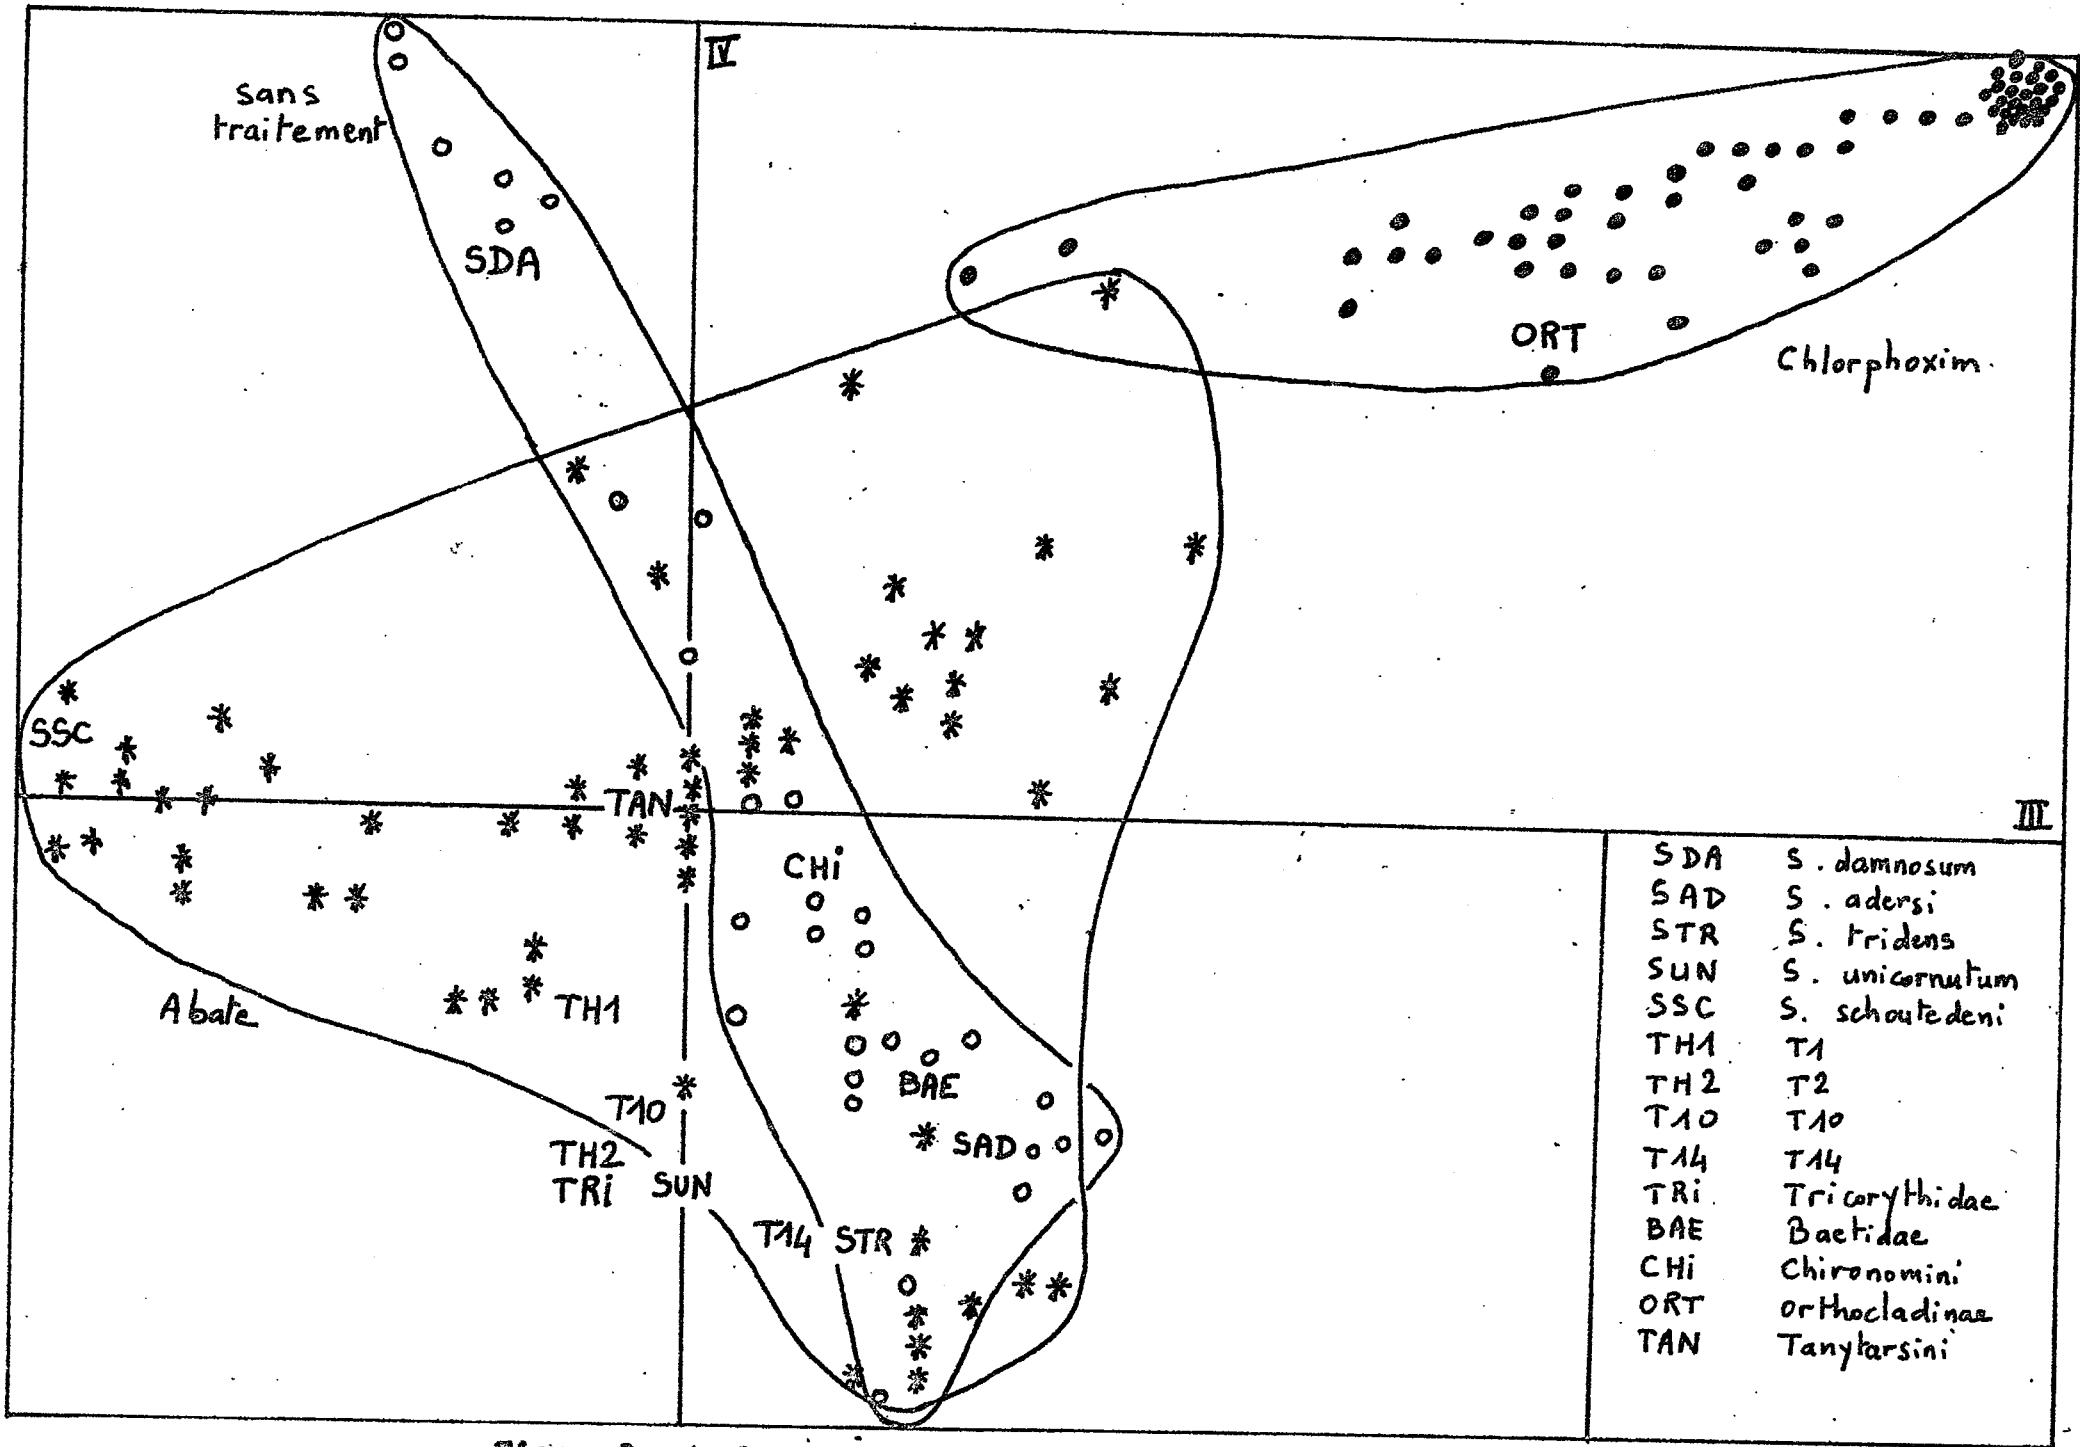 IV
sans
traitement
SDA
ORT
Chlorphoxim.
SSC
TAN
III
CHi
Abate
TH1
BAE
T10
SAD
TH2
TRi
SUN
T14
STR
SDA S. damnosum
SAD S. adersi
STR S. tridens
SUN S. unicornutum
SSC S. schoutedeni
TH1 T1
TH2 T2
T10 T10
T14 T14
TRi Tricorythidae
BAE Baetidae
CHi Chironomini
ORT Orthocladinae
TAN Tanytarsini